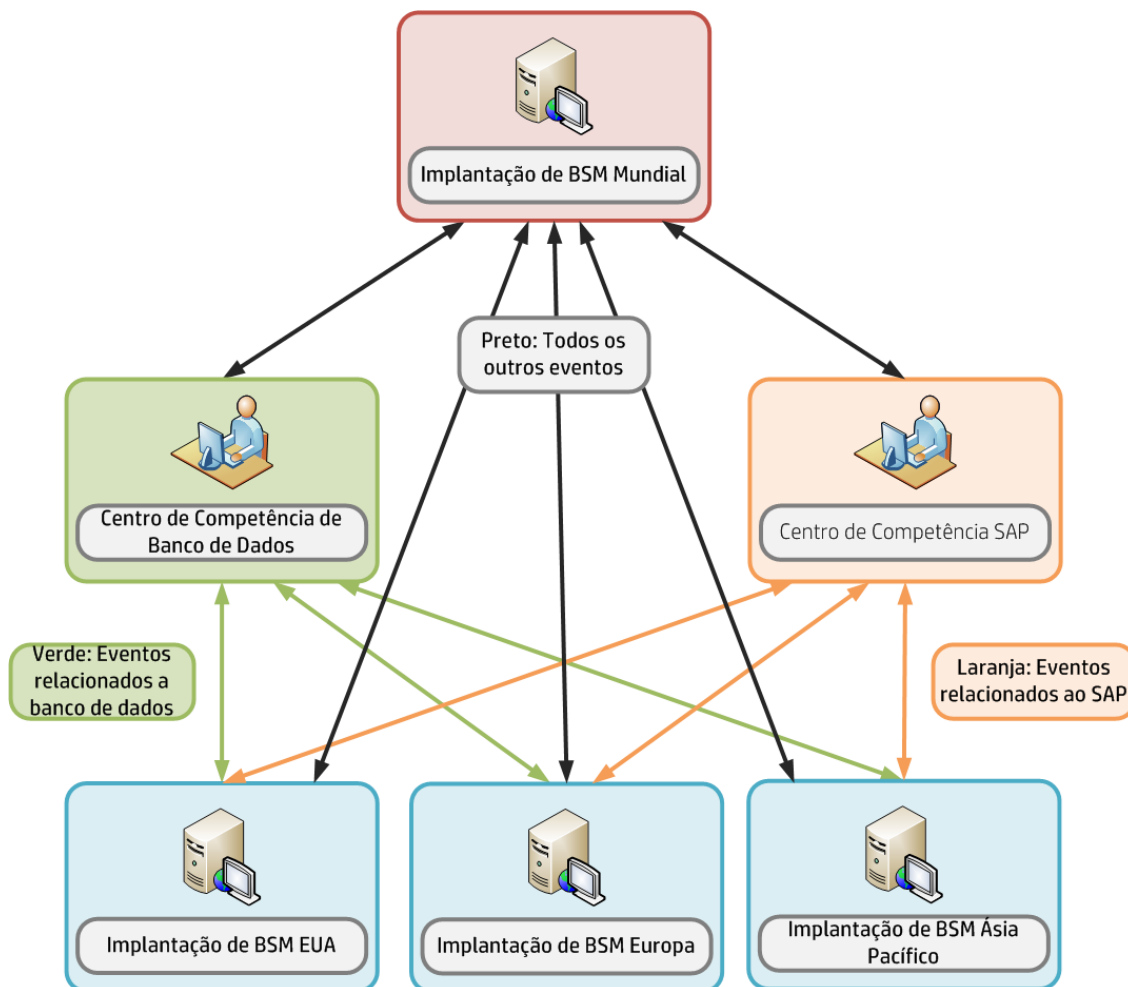 Implantação de BSM Mundial
Preto: Todos os
outros eventos
Centro de Competência de
Banco de Dados
Centro de Competência SAP
Verde: Eventos
relacionados a
banco de dados
Laranja: Eventos
relacionados ao SAP
Implantação de BSM EUA
Implantação de BSM Europa
Implantação de BSM Ásia
Pacífico